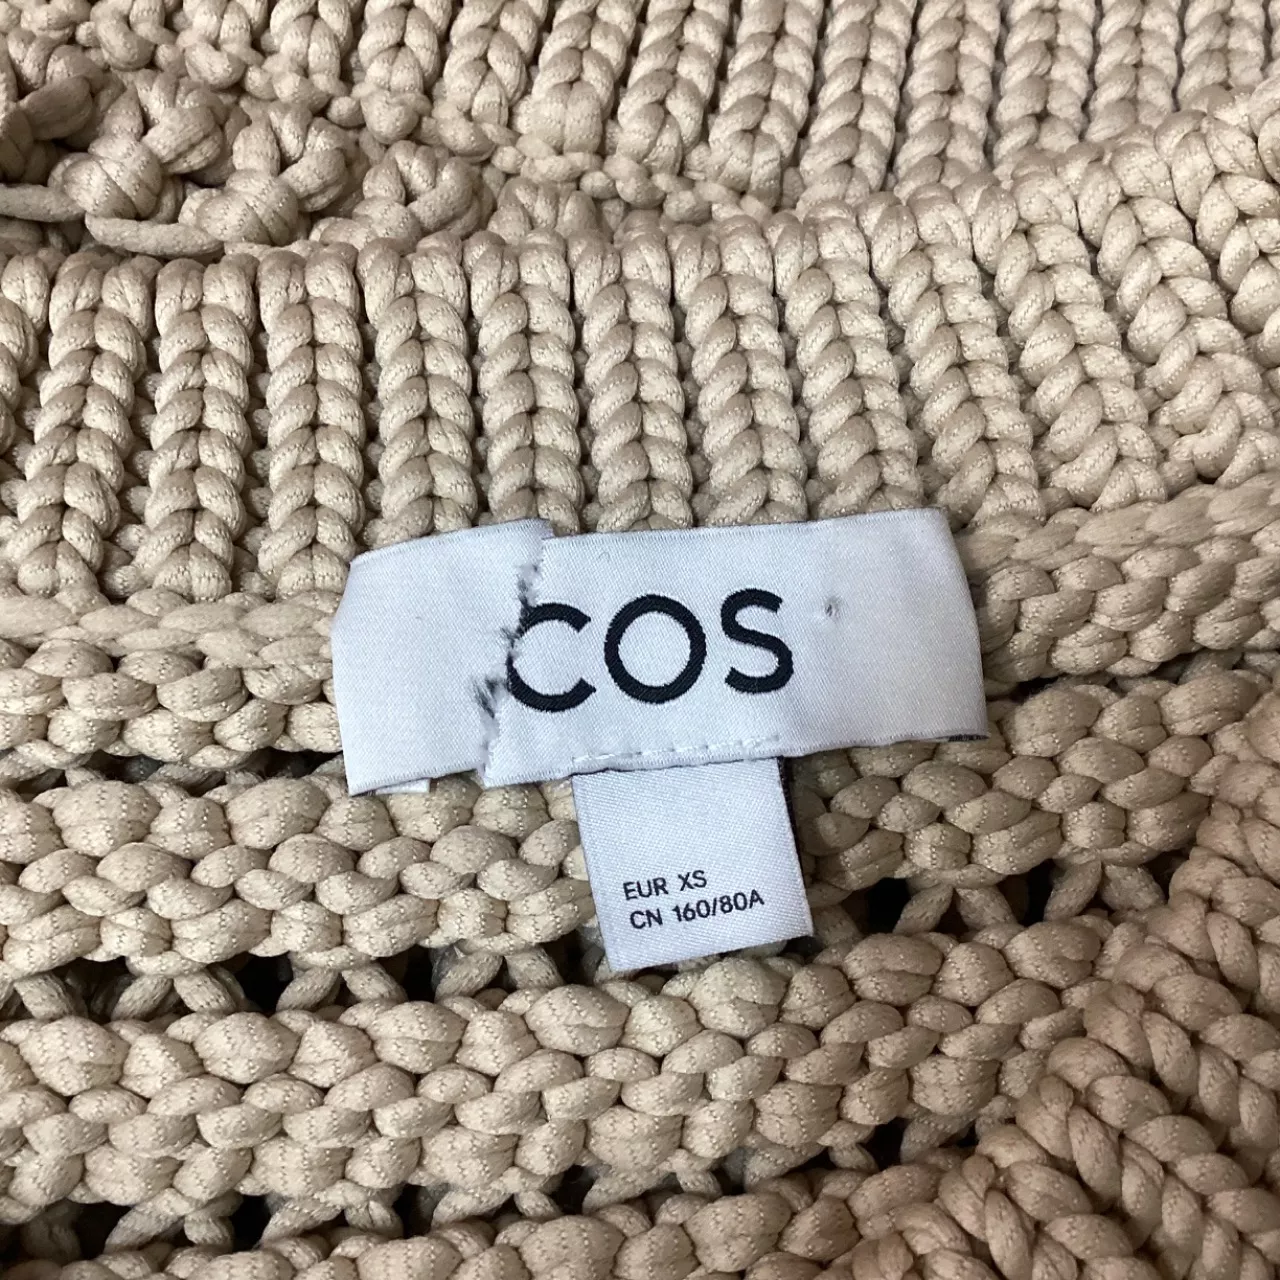 COS
EUR XS
CN 160/80A